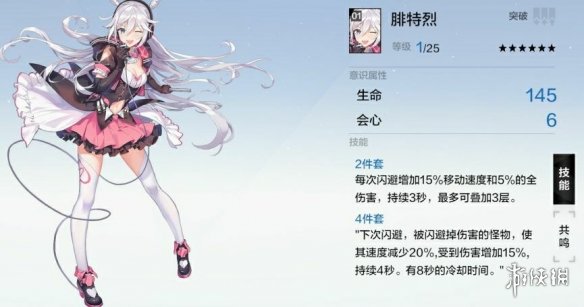 01
腓特烈
突破
等级 1/25
★★★★★★
意识属性
生命 145
会心 6
技能
2件套
每次闪避增加15%移动速度和5%的全
伤害，持续3秒，最多可叠加3层。
4件套
"下次闪避，被闪避掉伤害的怪物，使
其速度减少20%,受到伤害增加15%,
持续4秒。有8秒的冷却时间。"
技能
共鸣
游侠网